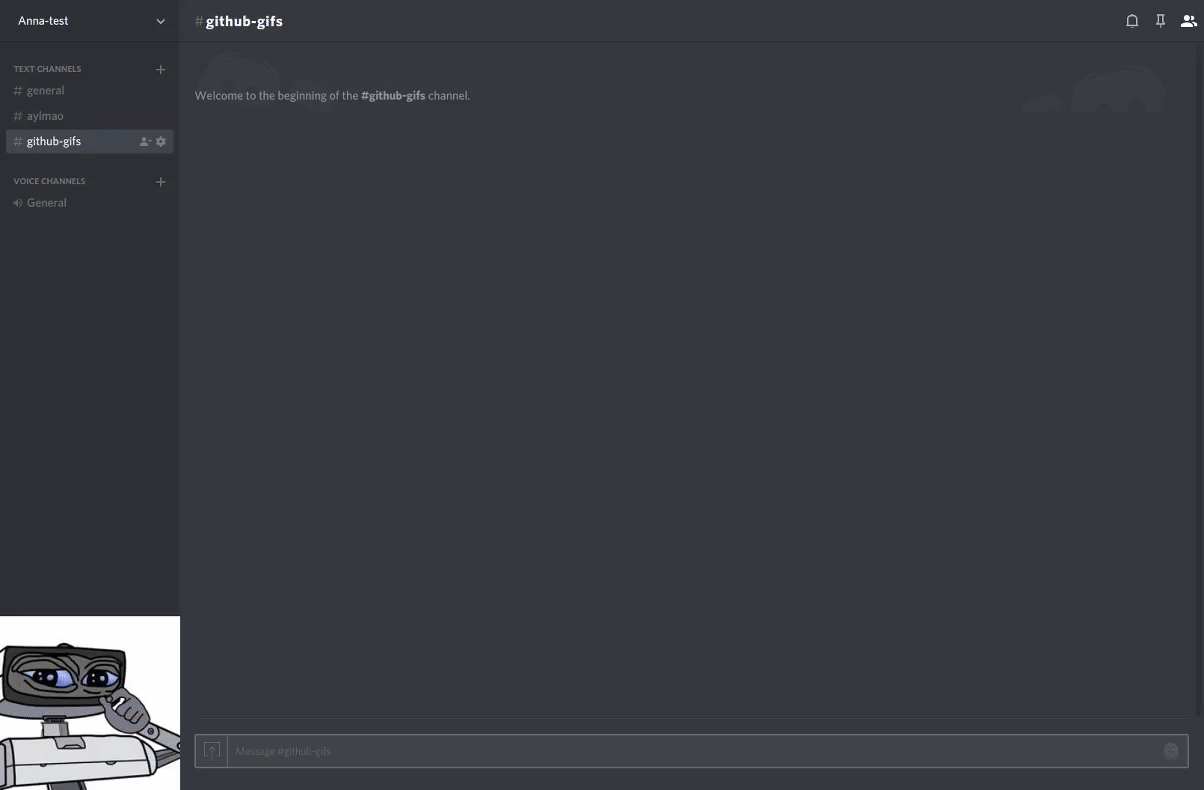 Anna-test
#github-gifs
TEXT CHANNELS
# general
# aylmao
# github-gifs
VOICE CHANNELS
General
Welcome to the beginning of the #github-gifs channel.
Message #github-gifs